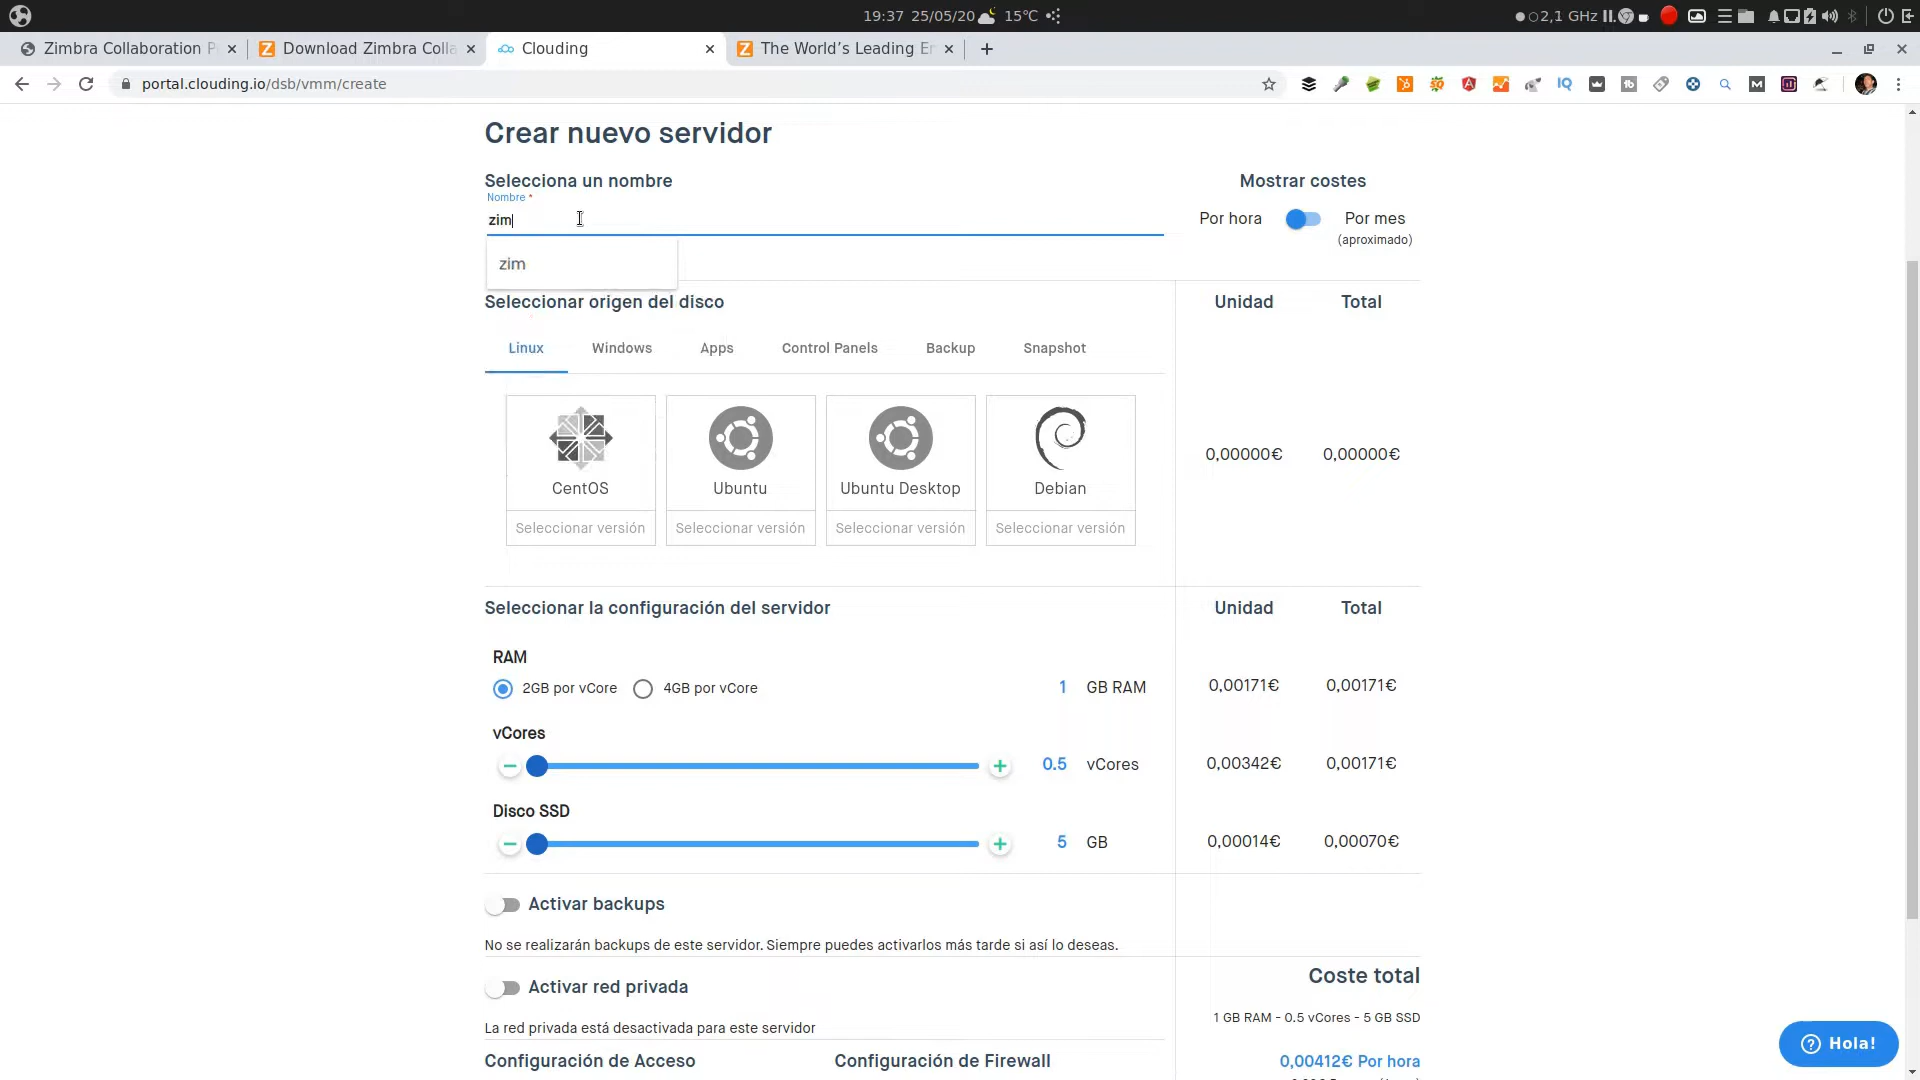 19:37 25/05/20 15°C
2,1 GHz
Zimbra Collaboration P
Download Zimbra Colla
Clouding
The World's Leading En
portal.clouding.io/dsb/vmm/create
Crear nuevo servidor
Selecciona un nombre
Mostrar costes
Nombre *
zim
Por hora
Por mes
(aproximado)
zim
Seleccionar origen del disco
Unidad
Total
Linux
Windows
Apps
Control Panels
Backup
Snapshot
CentOS
Ubuntu
Ubuntu Desktop
Debian
0,00000€
0,00000€
Seleccionar versión
Seleccionar versión
Seleccionar versión
Seleccionar versión
Seleccionar la configuración del servidor
Unidad
Total
RAM
2GB por vCore
4GB por vCore
1 GB RAM
0,00171€
0,00171€
vCores
0.5 vCores
0,00342€
0,00171€
Disco SSD
5 GB
0,00014€
0,00070€
Activar backups
No se realizarán backups de este servidor. Siempre puedes activarlos más tarde si así lo deseas.
Coste total
Activar red privada
1 GB RAM - 0.5 vCores - 5 GB SSD
La red privada está desactivada para este servidor
Configuración de Acceso
Configuración de Firewall
0,00412€ Por hora
Hola!